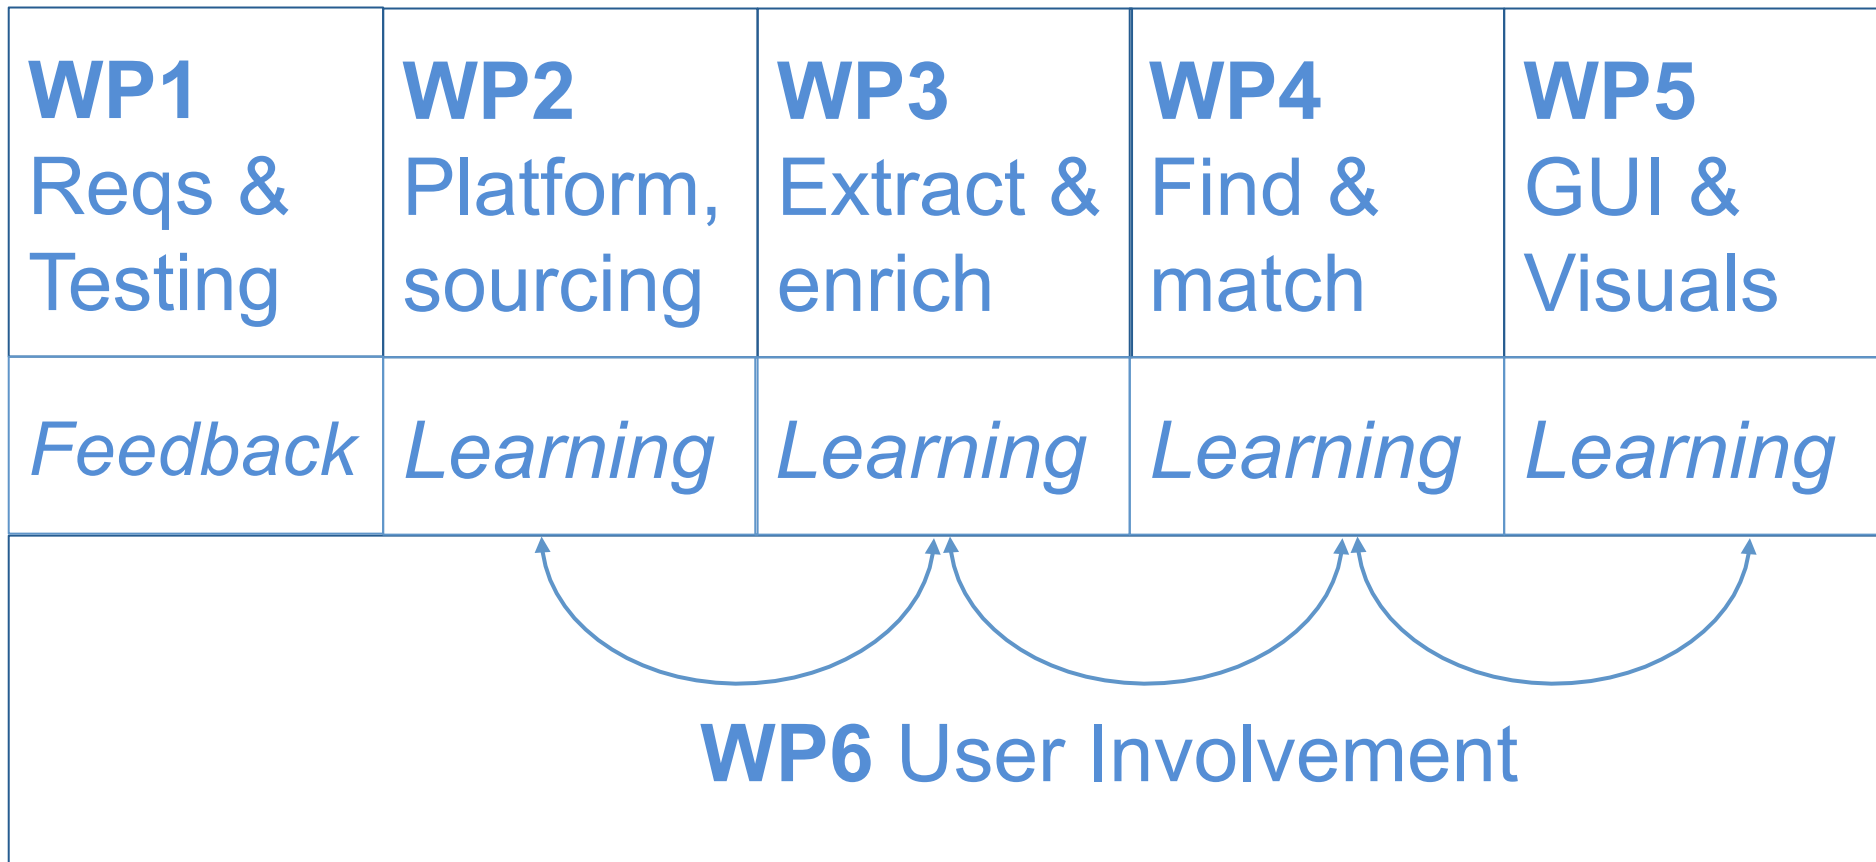 WP1
Reqs &
Testing
WP2
Platform,
sourcing
WP3
Extract &
enrich
WP4
Find &
match
WP5
GUI &
Visuals
Feedback
Learning
Learning
Learning
Learning
WP6 User Involvement